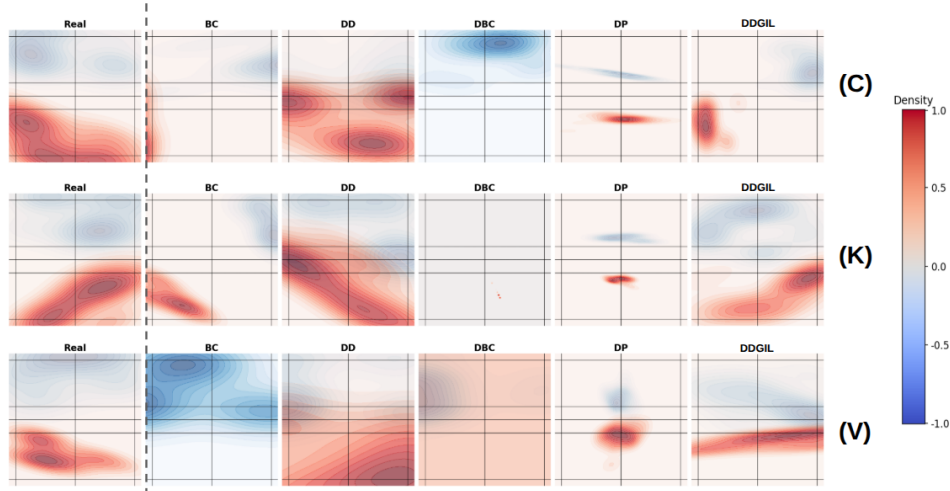 Real BC DD DBC DP DDGIL
(C)
Density
1.0
Real BC DD DBC DP DDGIL
0.5
(K)
0.0
-0.5
Real BC DD DBC DP DDGIL
(V)
-1.0